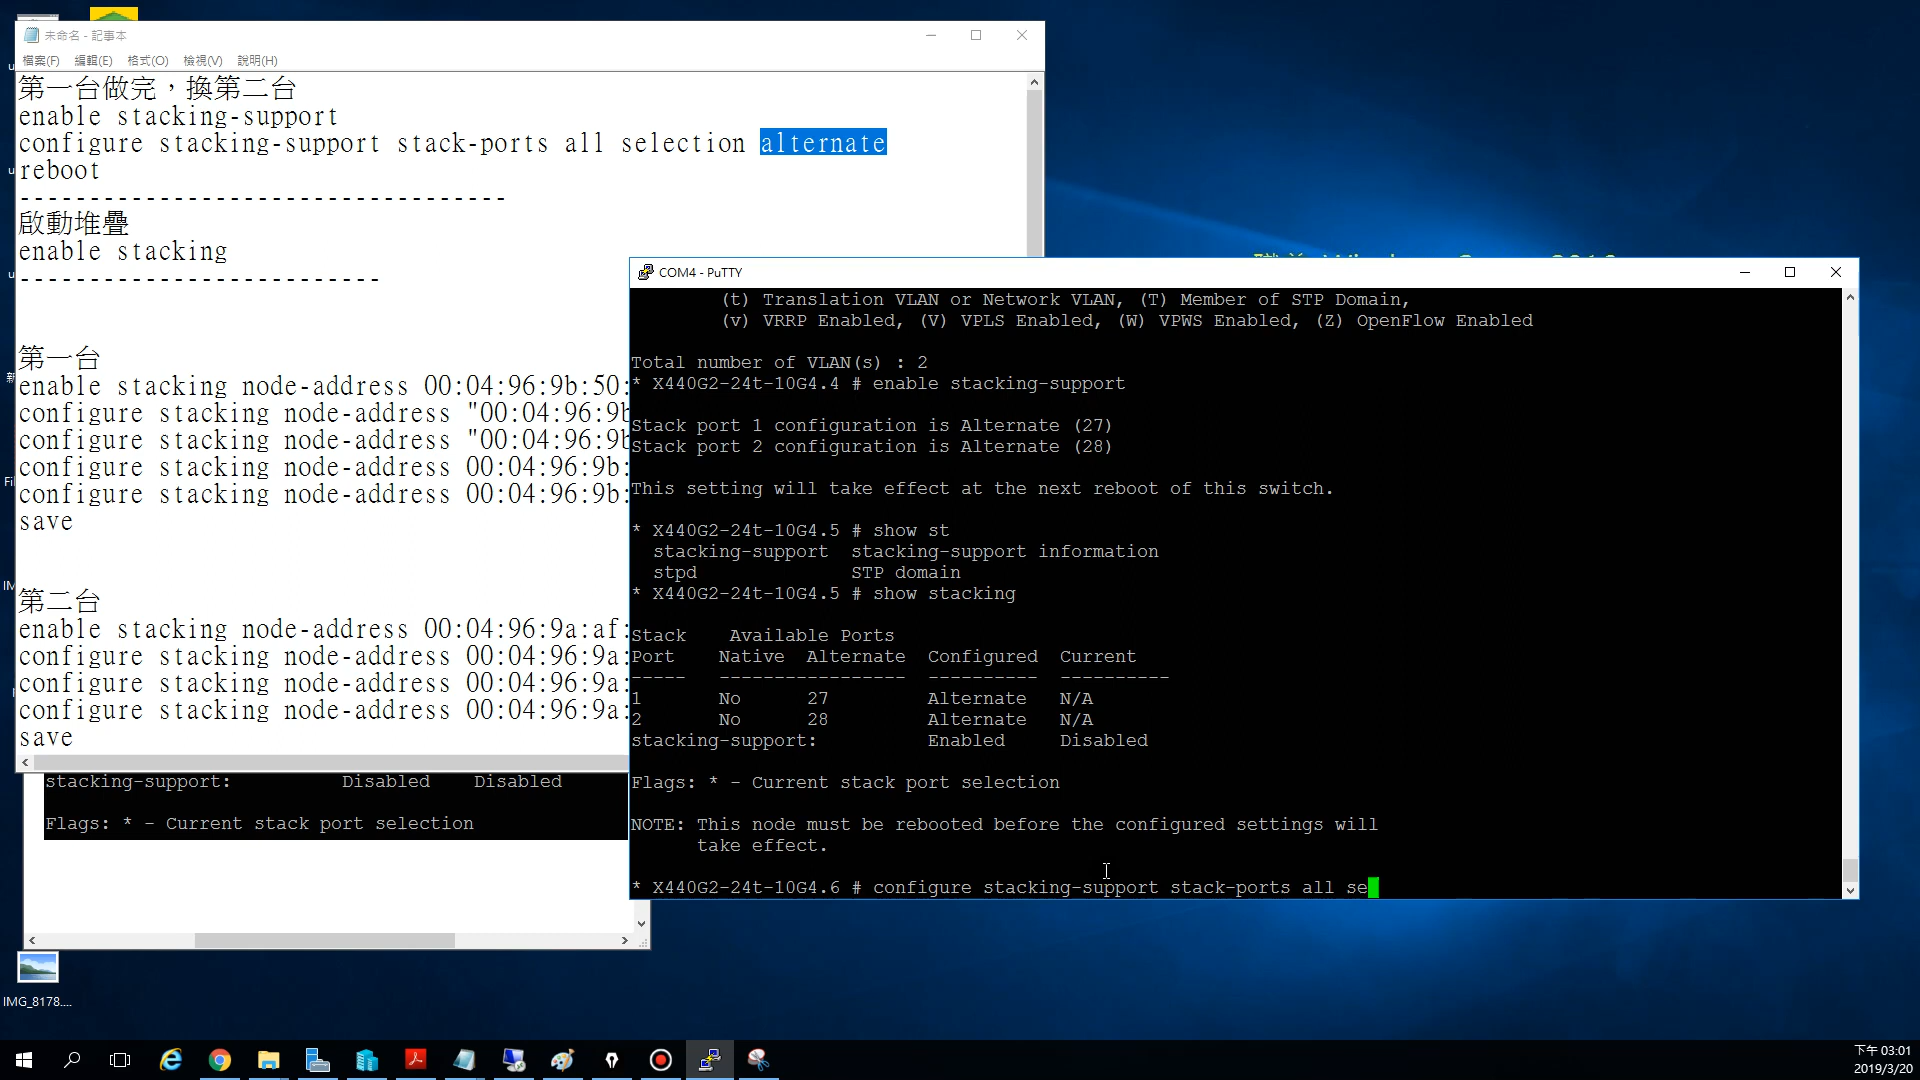 未命名 - 記事本
檔案(F) 編輯(E) 格式(O) 檢視(V) 說明(H)
第一台做完，換第二台
enable stacking-support
configure stacking-support stack-ports all selection alternate
reboot
-----------------------------------
啟動堆疊
enable stacking
--------------------------
第一台
enable stacking node-address 00:04:96:9b:50:
configure stacking node-address "00:04:96:9b
configure stacking node-address "00:04:96:9b
configure stacking node-address 00:04:96:9b:
configure stacking node-address 00:04:96:9b:
save
第二台
enable stacking node-address 00:04:96:9a:af:
configure stacking node-address 00:04:96:9a:
configure stacking node-address 00:04:96:9a:
configure stacking node-address 00:04:96:9a:
save
COM4 - PuTTY
(t) Translation VLAN or Network VLAN, (T) Member of STP Domain,
(v) VRRP Enabled, (V) VPLS Enabled, (W) VPWS Enabled, (Z) OpenFlow Enabled
Total number of VLAN(s) : 2
* X440G2-24t-10G4.4 # enable stacking-support
Stack port 1 configuration is Alternate (27)
Stack port 2 configuration is Alternate (28)
This setting will take effect at the next reboot of this switch.
* X440G2-24t-10G4.5 # show st
stacking-support stacking-support information
stpd STP domain
* X440G2-24t-10G4.5 # show stacking
Stack Available Ports
Port Native Alternate Configured Current
----- ----------------- ---------- ----------
1 No 27 Alternate N/A
2 No 28 Alternate N/A
stacking-support: Enabled Disabled
Flags: * - Current stack port selection
NOTE: This node must be rebooted before the configured settings will
take effect.
* X440G2-24t-10G4.6 # configure stacking-support stack-ports all se
stacking-support: Disabled Disabled
Flags: * - Current stack port selection
IMG_8178....
下午 03:01
2019/3/20